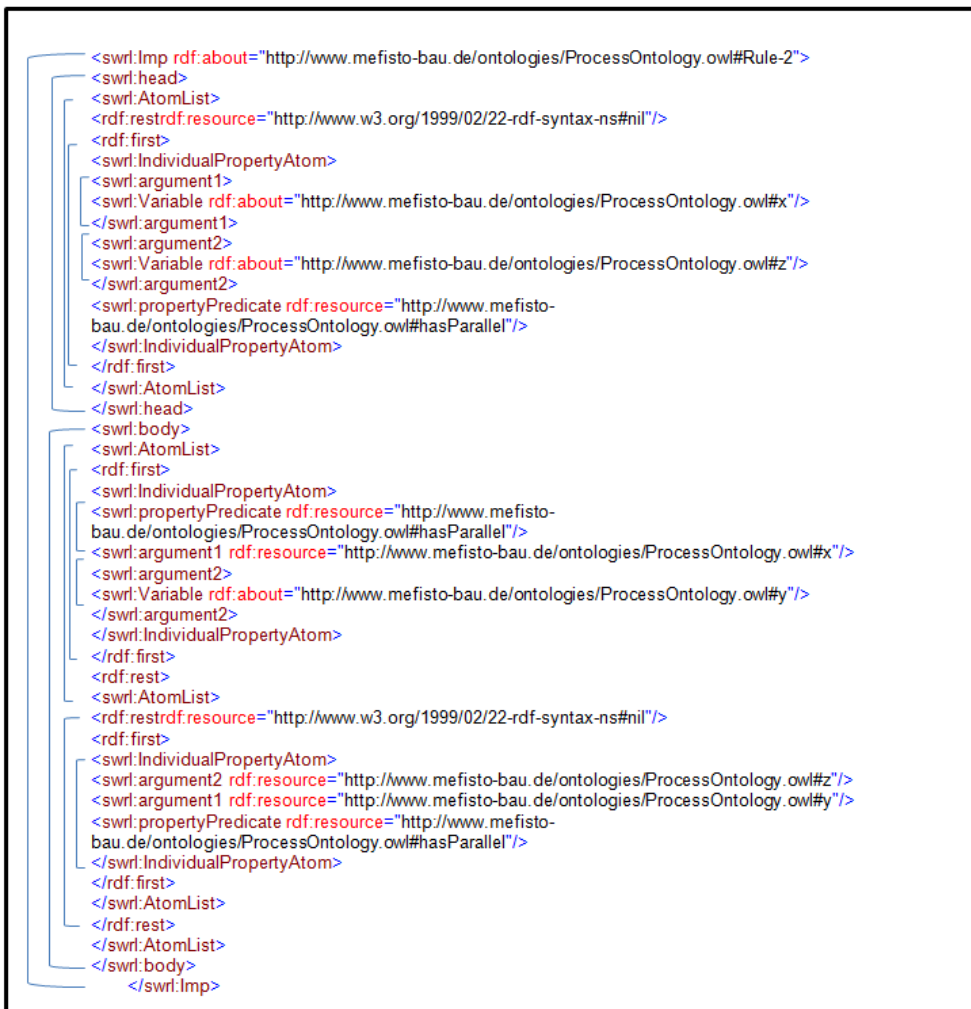 <swrl:Imp rdf:about="http://www.mefisto-bau.de/ontologies/ProcessOntology.owl#Rule-2">
<swrl:head>
<swrl:AtomList>
<rdf:restrdf:resource="http://www.w3.org/1999/02/22-rdf-syntax-ns#nil"/>
<rdf:first>
<swrl:IndividualPropertyAtom>
<swrl:argument1>
<swrl:Variable rdf:about="http://www.mefisto-bau.de/ontologies/ProcessOntology.owl#x"/>
</swrl:argument1>
<swrl:argument2>
<swrl:Variable rdf:about="http://www.mefisto-bau.de/ontologies/ProcessOntology.owl#z"/>
</swrl:argument2>
<swrl:propertyPredicate rdf:resource="http://www.mefisto-
bau.de/ontologies/ProcessOntology.owl#hasParallel"/>
</swrl:IndividualPropertyAtom>
</rdf:first>
</swrl:AtomList>
</swrl:head>
<swrl:body>
<swrl:AtomList>
<rdf:first>
<swrl:IndividualPropertyAtom>
<swrl:propertyPredicate rdf:resource="http://www.mefisto-
bau.de/ontologies/ProcessOntology.owl#hasParallel"/>
<swrl:argument1 rdf:resource="http://www.mefisto-bau.de/ontologies/ProcessOntology.owl#x"/>
<swrl:argument2>
<swrl:Variable rdf:about="http://www.mefisto-bau.de/ontologies/ProcessOntology.owl#y"/>
</swrl:argument2>
</swrl:IndividualPropertyAtom>
</rdf:first>
<rdf:rest>
<swrl:AtomList>
<rdf:restrdf:resource="http://www.w3.org/1999/02/22-rdf-syntax-ns#nil"/>
<rdf:first>
<swrl:IndividualPropertyAtom>
<swrl:argument2 rdf:resource="http://www.mefisto-bau.de/ontologies/ProcessOntology.owl#z"/>
<swrl:argument1 rdf:resource="http://www.mefisto-bau.de/ontologies/ProcessOntology.owl#y"/>
<swrl:propertyPredicate rdf:resource="http://www.mefisto-
bau.de/ontologies/ProcessOntology.owl#hasParallel"/>
</swrl:IndividualPropertyAtom>
</rdf:first>
</swrl:AtomList>
</rdf:rest>
</swrl:AtomList>
</swrl:body>
</swrl:Imp>